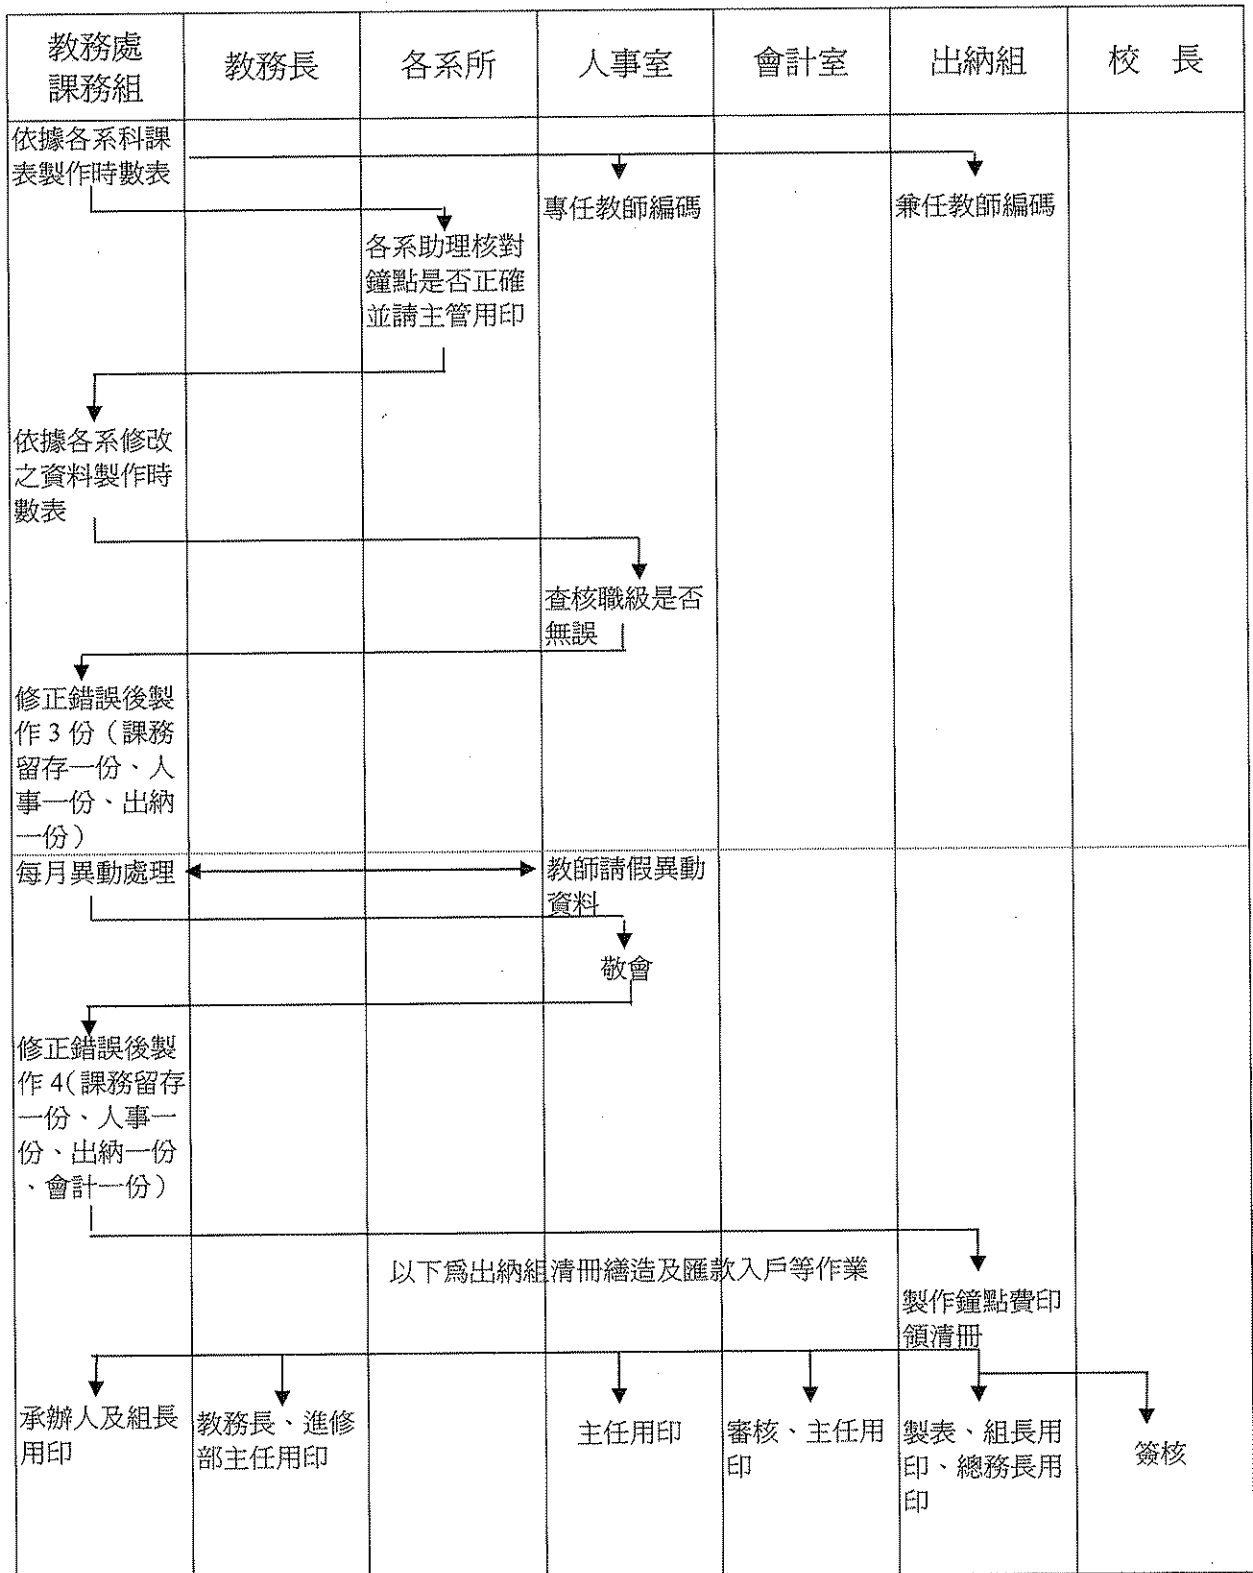 教務處
課務組
教務長
各系所
人事室
會計室
出納組
校 長
依據各系科課
表製作時數表
專任教師編碼
兼任教師編碼
各系助理核對
鐘點是否正確
並請主管用印
依據各系修改
之資料製作時
數表
查核職級是否
無誤
修正錯誤後製
作 3 份（課務
留存一份、人
事一份、出納
一份）
每月異動處理
教師請假異動
資料
敬會
修正錯誤後製
作 4（課務留存
一份、人事一
份、出納一份
、會計一份）
以下為出納組清冊繕造及匯款入戶等作業
製作鐘點費印
領清冊
承辦人及組長
用印
教務長、進修
部主任用印
主任用印
審核、主任用
印
製表、組長用
印、總務長用
印
簽核